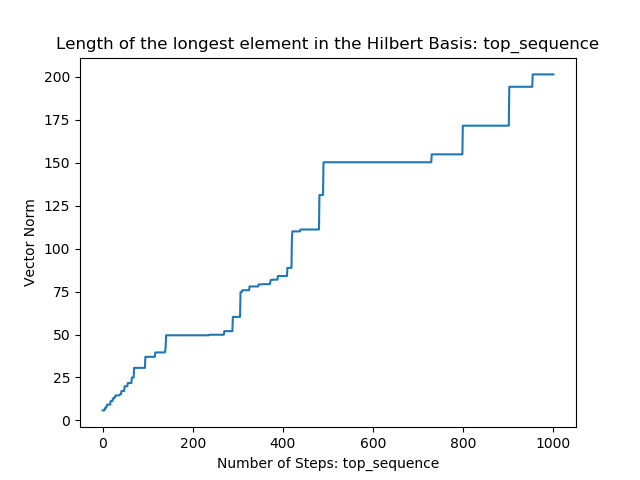 Length of the longest element in the Hilbert Basis: top_sequence
200
175
150
125
100
75
50
25
0
Vector Norm
0 200 400 600 800 1000
Number of Steps: top_sequence